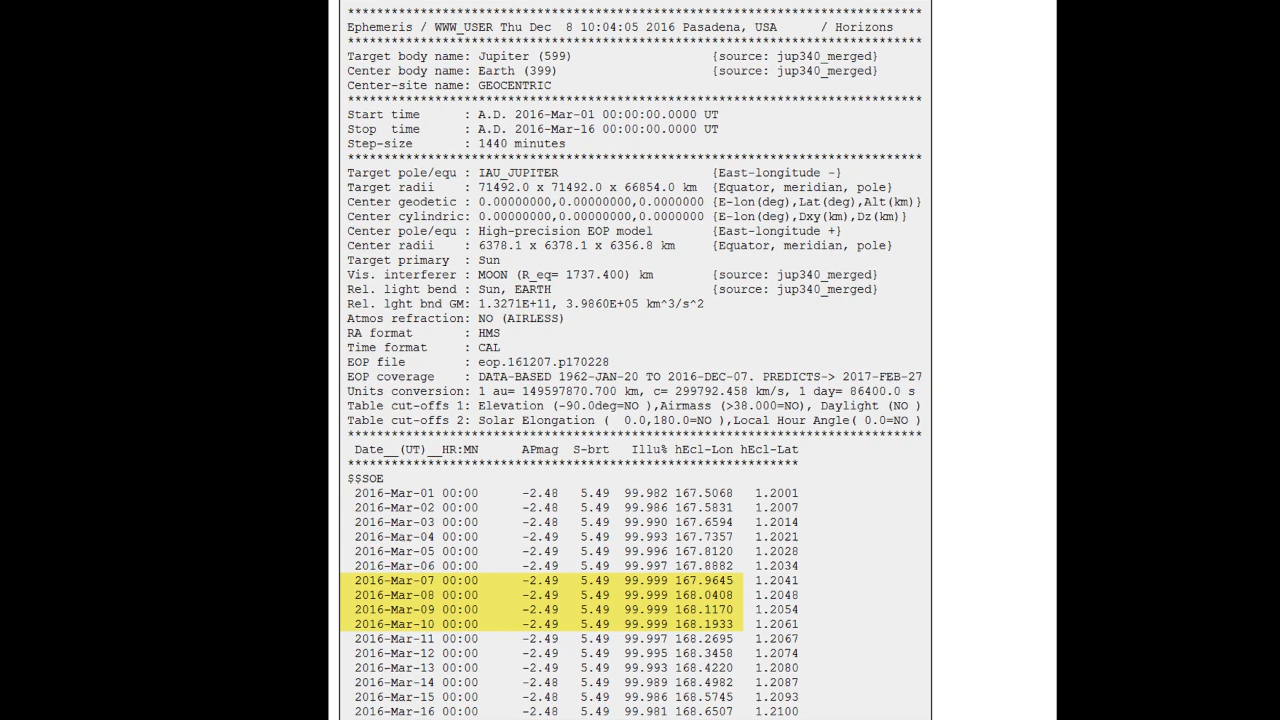 *******************************************************************************
Ephemeris / WWW_USER Thu Dec  8 10:04:05 2016 Pasadena, USA      / Horizons
*******************************************************************************
Target body name: Jupiter (599)                   {source: jup340_merged}
Center body name: Earth (399)                     {source: jup340_merged}
Center-site name: GEOCENTRIC
*******************************************************************************
Start time      : A.D. 2016-Mar-01 00:00:00.0000 UT
Stop  time      : A.D. 2016-Mar-16 00:00:00.0000 UT
Step-size       : 1440 minutes
*******************************************************************************
Target pole/equ : IAU_JUPITER                     {East-longitude -}
Target radii    : 71492.0 x 71492.0 x 66854.0 km  {Equator, meridian, pole}
Center geodetic : 0.00000000,0.00000000,0.0000000 {E-lon(deg),Lat(deg),Alt(km)}
Center cylindric: 0.00000000,0.00000000,0.0000000 {E-lon(deg),Dxy(km),Dz(km)}
Center pole/equ : High-precision EOP model        {East-longitude +}
Center radii    : 6378.1 x 6378.1 x 6356.8 km     {Equator, meridian, pole}
Target primary  : Sun
Vis. interferer : MOON (R_eq= 1737.400) km        {source: jup340_merged}
Rel. light bend : Sun, EARTH                      {source: jup340_merged}
Rel. lght bnd GM: 1.3271E+11, 3.9860E+05 km^3/s^2
Atmos refraction: NO (AIRLESS)
RA format       : HMS
Time format     : CAL
EOP file        : eop.161207.p170228
EOP coverage    : DATA-BASED 1962-JAN-20 TO 2016-DEC-07. PREDICTS-> 2017-FEB-27
Units conversion: 1 au= 149597870.700 km, c= 299792.458 km/s, 1 day= 86400.0 s
Table cut-offs 1: Elevation (-90.0deg=NO ),Airmass (>38.000=NO), Daylight (NO )
Table cut-offs 2: Solar Elongation (  0.0,180.0=NO ),Local Hour Angle( 0.0=NO )
*******************************************************************************
 Date__(UT)__HR:MN      APmag  S-brt   Illu% hEcl-Lon hEcl-Lat
**************************************************************
$$SOE
 2016-Mar-01 00:00      -2.48   5.49  99.982 167.5068   1.2001
 2016-Mar-02 00:00      -2.48   5.49  99.986 167.5831   1.2007
 2016-Mar-03 00:00      -2.48   5.49  99.990 167.6594   1.2014
 2016-Mar-04 00:00      -2.49   5.49  99.993 167.7357   1.2021
 2016-Mar-05 00:00      -2.49   5.49  99.996 167.8120   1.2028
 2016-Mar-06 00:00      -2.49   5.49  99.997 167.8882   1.2034
 2016-Mar-07 00:00      -2.49   5.49  99.999 167.9645   1.2041
 2016-Mar-08 00:00      -2.49   5.49  99.999 168.0408   1.2048
 2016-Mar-09 00:00      -2.49   5.49  99.999 168.1170   1.2054
 2016-Mar-10 00:00      -2.49   5.49  99.999 168.1933   1.2061
 2016-Mar-11 00:00      -2.49   5.49  99.997 168.2695   1.2067
 2016-Mar-12 00:00      -2.49   5.49  99.995 168.3458   1.2074
 2016-Mar-13 00:00      -2.49   5.49  99.993 168.4220   1.2080
 2016-Mar-14 00:00      -2.48   5.49  99.989 168.4982   1.2087
 2016-Mar-15 00:00      -2.48   5.49  99.986 168.5745   1.2093
 2016-Mar-16 00:00      -2.48   5.49  99.981 168.6507   1.2100